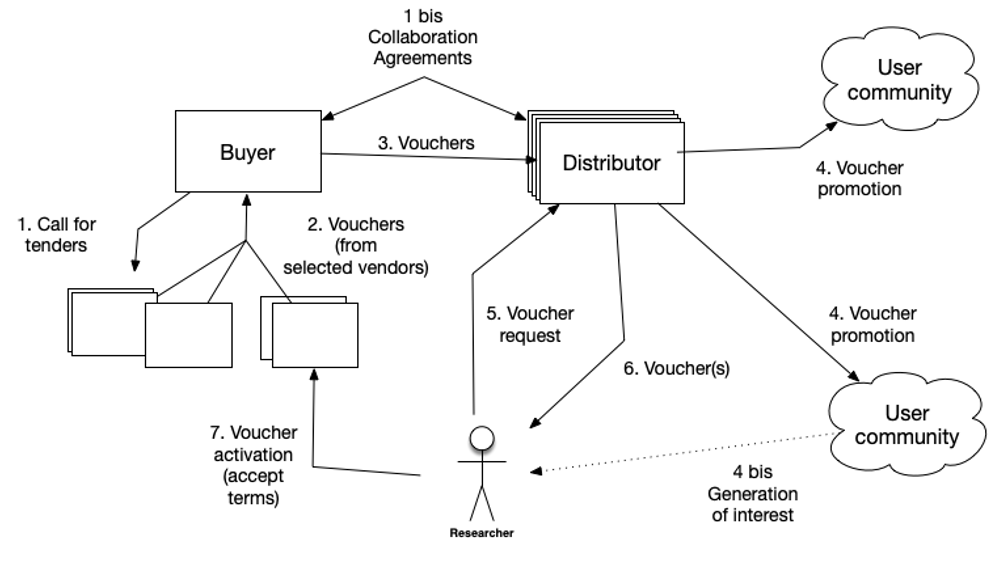 1 bis
Collaboration
Agreements
User
community
Buyer
3. Vouchers
Distributor
4. Voucher
promotion
1. Call for
tenders
2. Vouchers
(from
selected vendors)
5. Voucher
request
4. Voucher
promotion
6. Voucher(s)
User
community
7. Voucher
activation
(accept
terms)
4 bis
Generation
of interest
Researcher